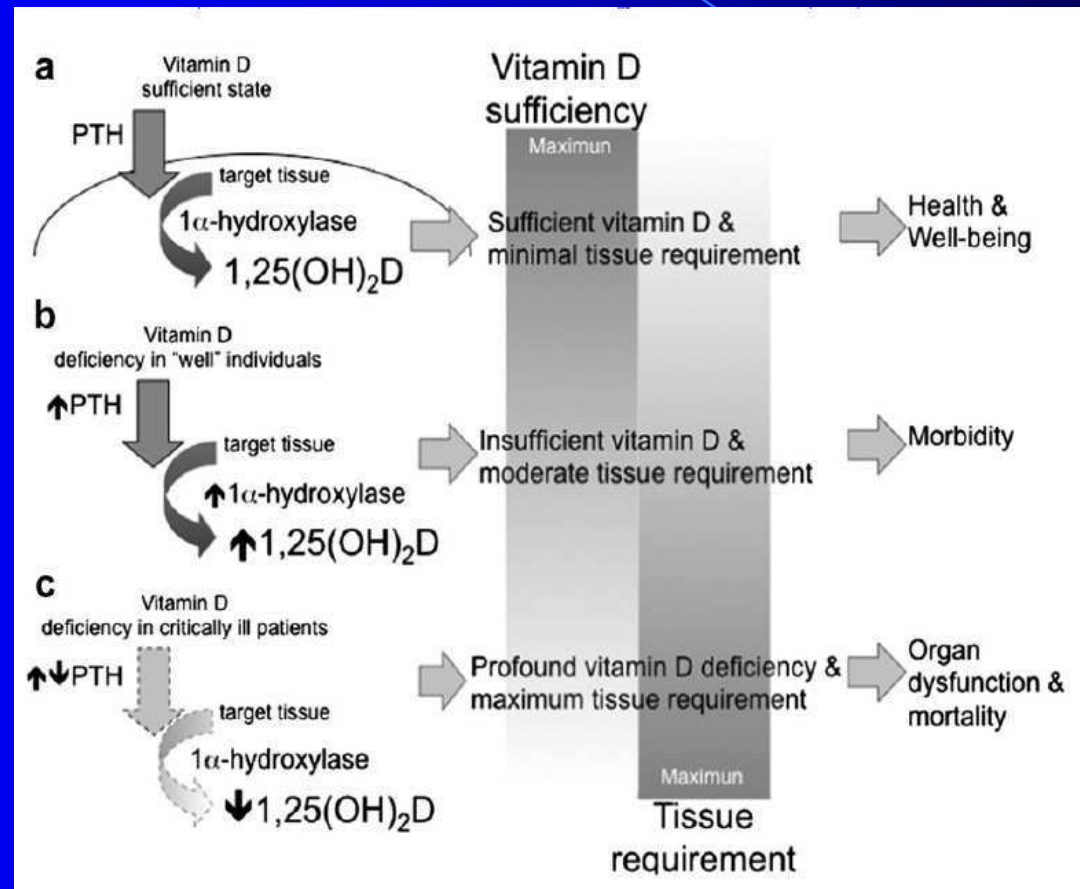 a
Vitamin D
sufficient state
PTH
target tissue
1α-hydroxylase
1,25(OH)₂D
Vitamin D
sufficiency
Maximun
Sufficient vitamin D &
minimal tissue requirement
Health &
Well-being
b
Vitamin D
deficiency in "well" individuals
↑PTH
target tissue
↑1α-hydroxylase
↑1,25(OH)₂D
Insufficient vitamin D &
moderate tissue requirement
Morbidity
c
Vitamin D
deficiency in critically ill patients
↑↓PTH
target tissue
1α-hydroxylase
↓1,25(OH)₂D
Profound vitamin D deficiency &
maximum tissue requirement
Organ
dysfunction &
mortality
Maximun
Tissue
requirement